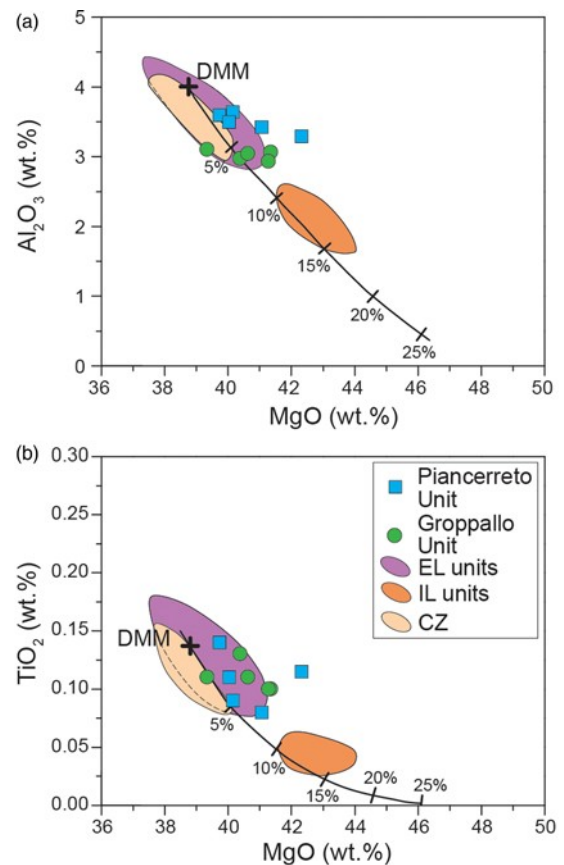 (a)
5
4
3
2
1
0
Al₂O₃ (wt.%)
DMM
5%
10%
15%
20%
25%
36
38
40
42
44
46
48
50
MgO (wt.%)
(b)
0.30
0.25
0.20
0.15
0.10
0.05
0.00
TiO₂ (wt.%)
Piancerreto
Unit
Groppallo
Unit
EL units
IL units
CZ
DMM
5%
10%
15%
20%
25%
36
38
40
42
44
46
48
50
MgO (wt.%)